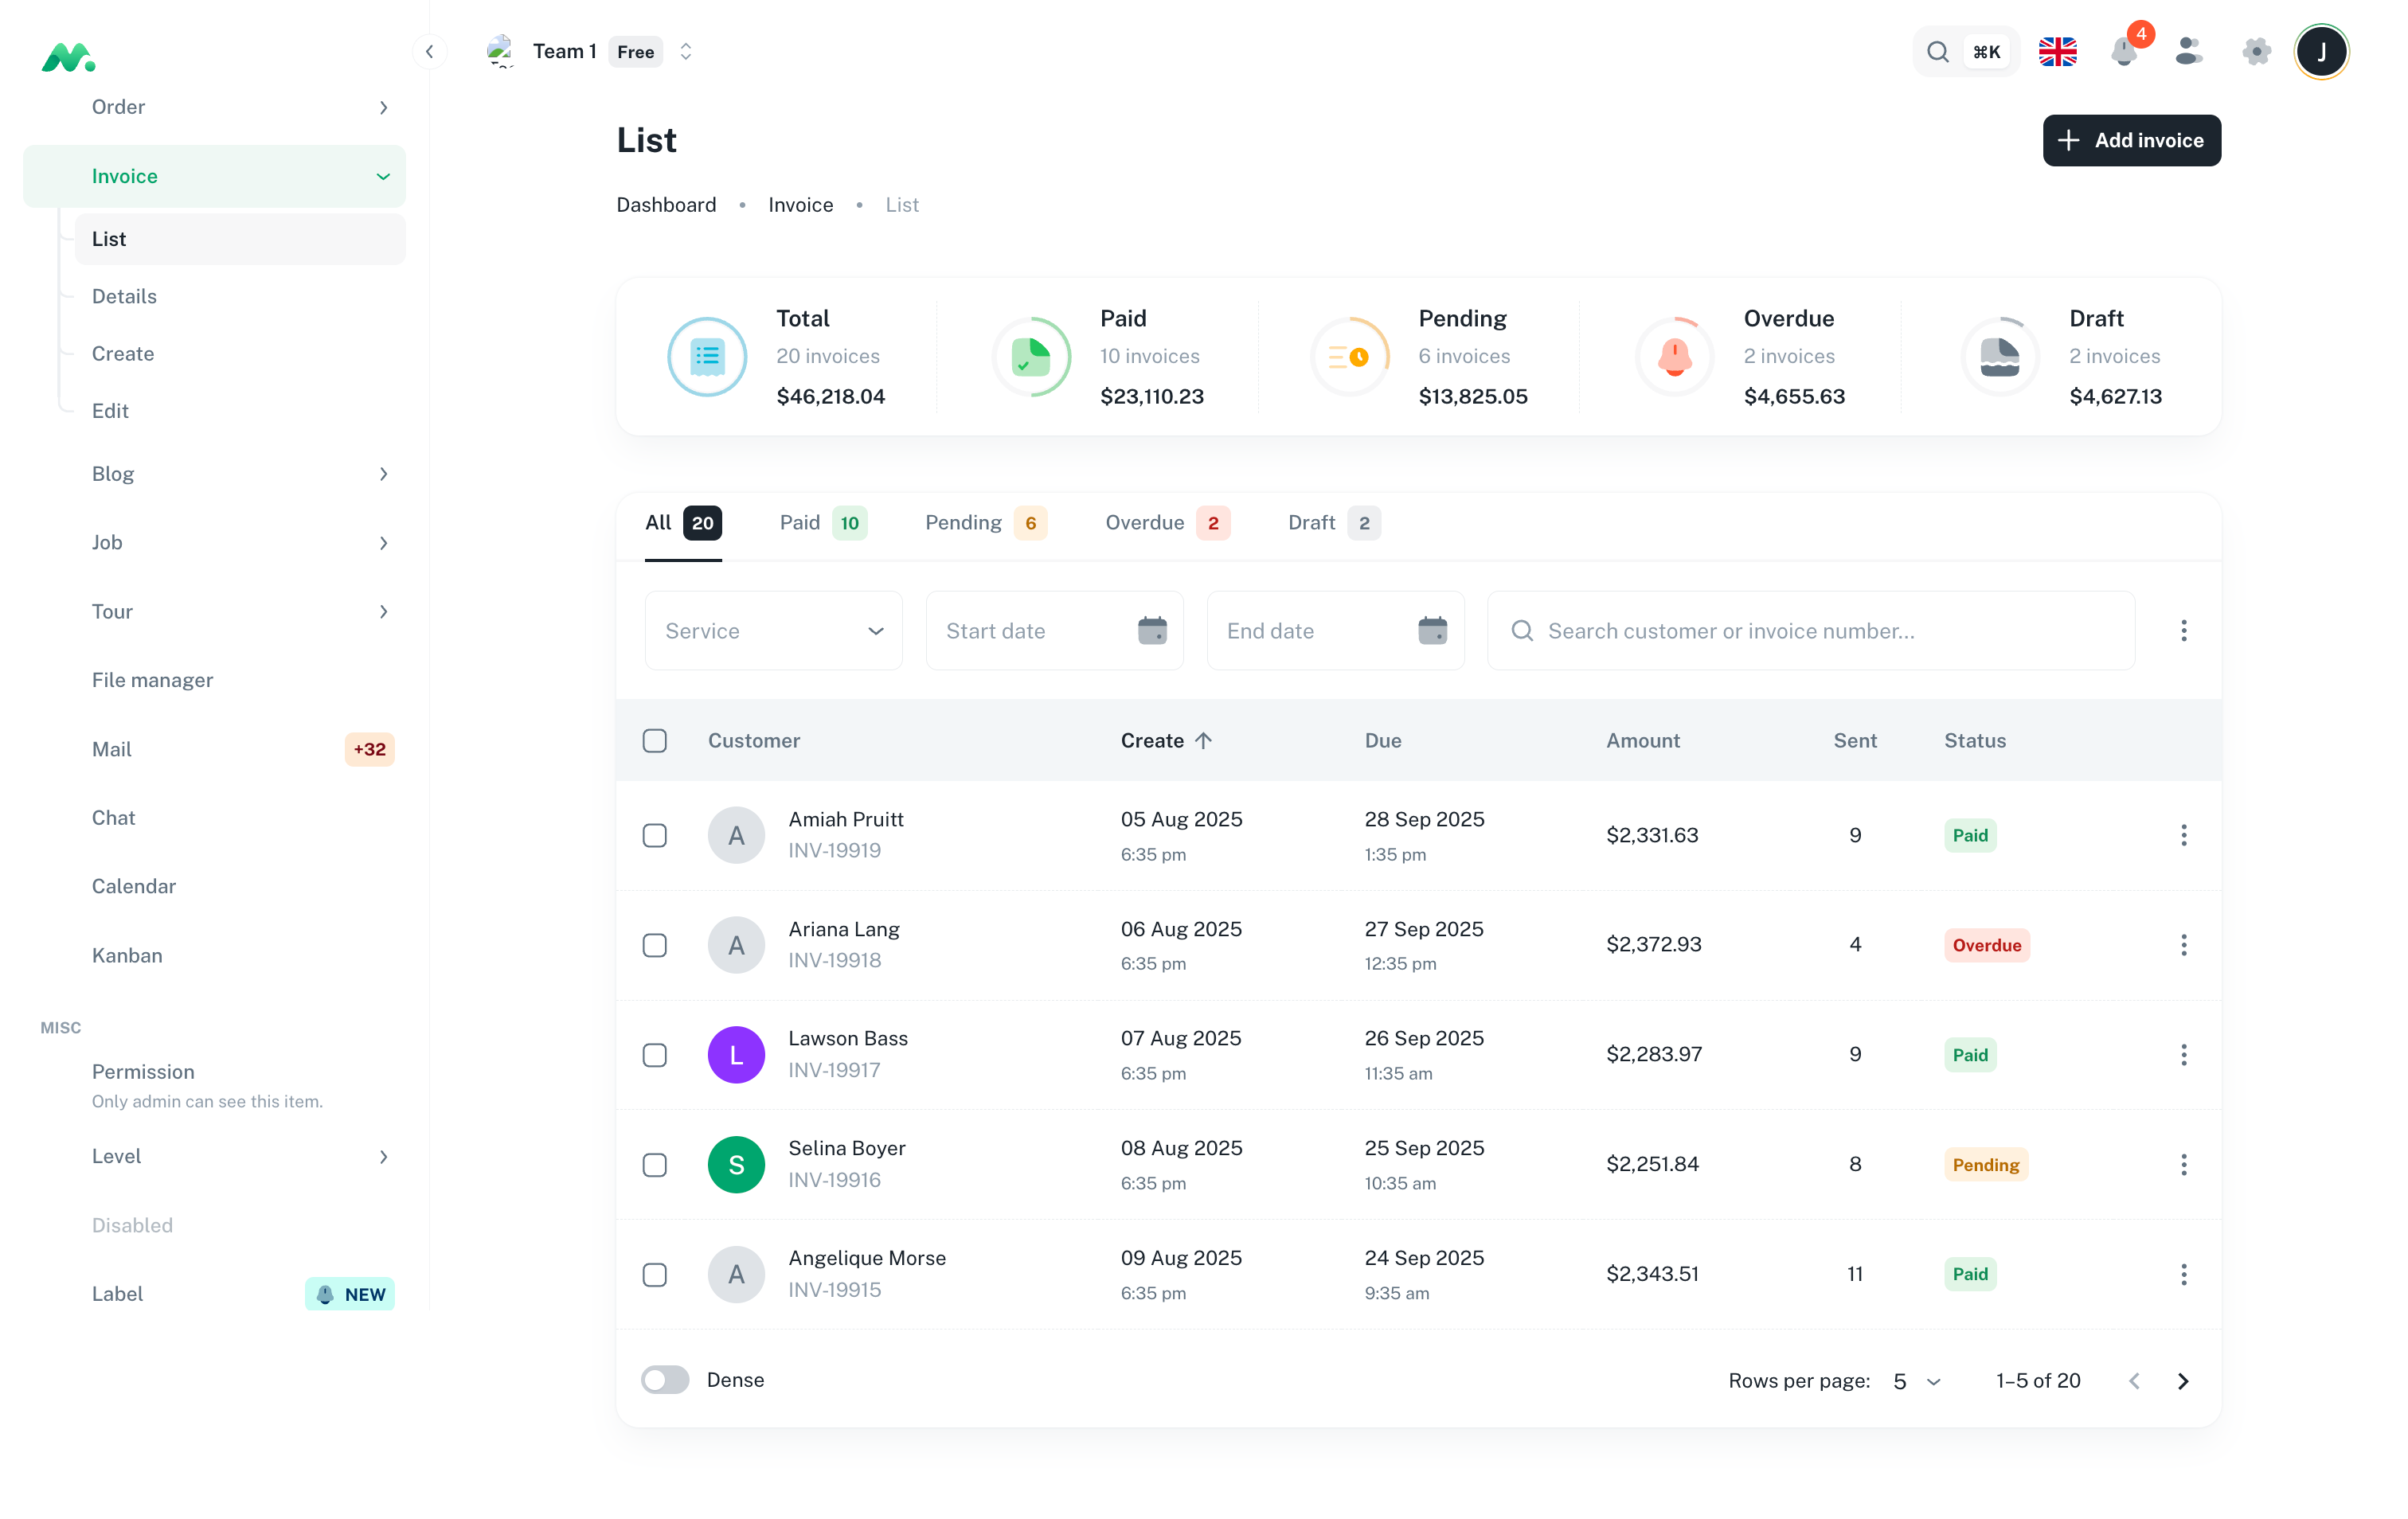 Team 1 Free
⌘K
4
J
Order
Invoice
List
Details
Create
Edit
Blog
Job
Tour
File manager
Mail +32
Chat
Calendar
Kanban
MISC
Permission
Only admin can see this item.
Level
Disabled
Label NEW
List
Add invoice
Dashboard • Invoice • List
Total
20 invoices
$46,218.04
Paid
10 invoices
$23,110.23
Pending
6 invoices
$13,825.05
Overdue
2 invoices
$4,655.63
Draft
2 invoices
$4,627.13
All 20 Paid 10 Pending 6 Overdue 2 Draft 2
Service Start date End date Search customer or invoice number...
Customer Create Due Amount Sent Status
A Amiah Pruitt 05 Aug 2025 28 Sep 2025 $2,331.63 9 Paid
INV-19919 6:35 pm 1:35 pm
A Ariana Lang 06 Aug 2025 27 Sep 2025 $2,372.93 4 Overdue
INV-19918 6:35 pm 12:35 pm
L Lawson Bass 07 Aug 2025 26 Sep 2025 $2,283.97 9 Paid
INV-19917 6:35 pm 11:35 am
S Selina Boyer 08 Aug 2025 25 Sep 2025 $2,251.84 8 Pending
INV-19916 6:35 pm 10:35 am
A Angelique Morse 09 Aug 2025 24 Sep 2025 $2,343.51 11 Paid
INV-19915 6:35 pm 9:35 am
Dense Rows per page: 5 1–5 of 20